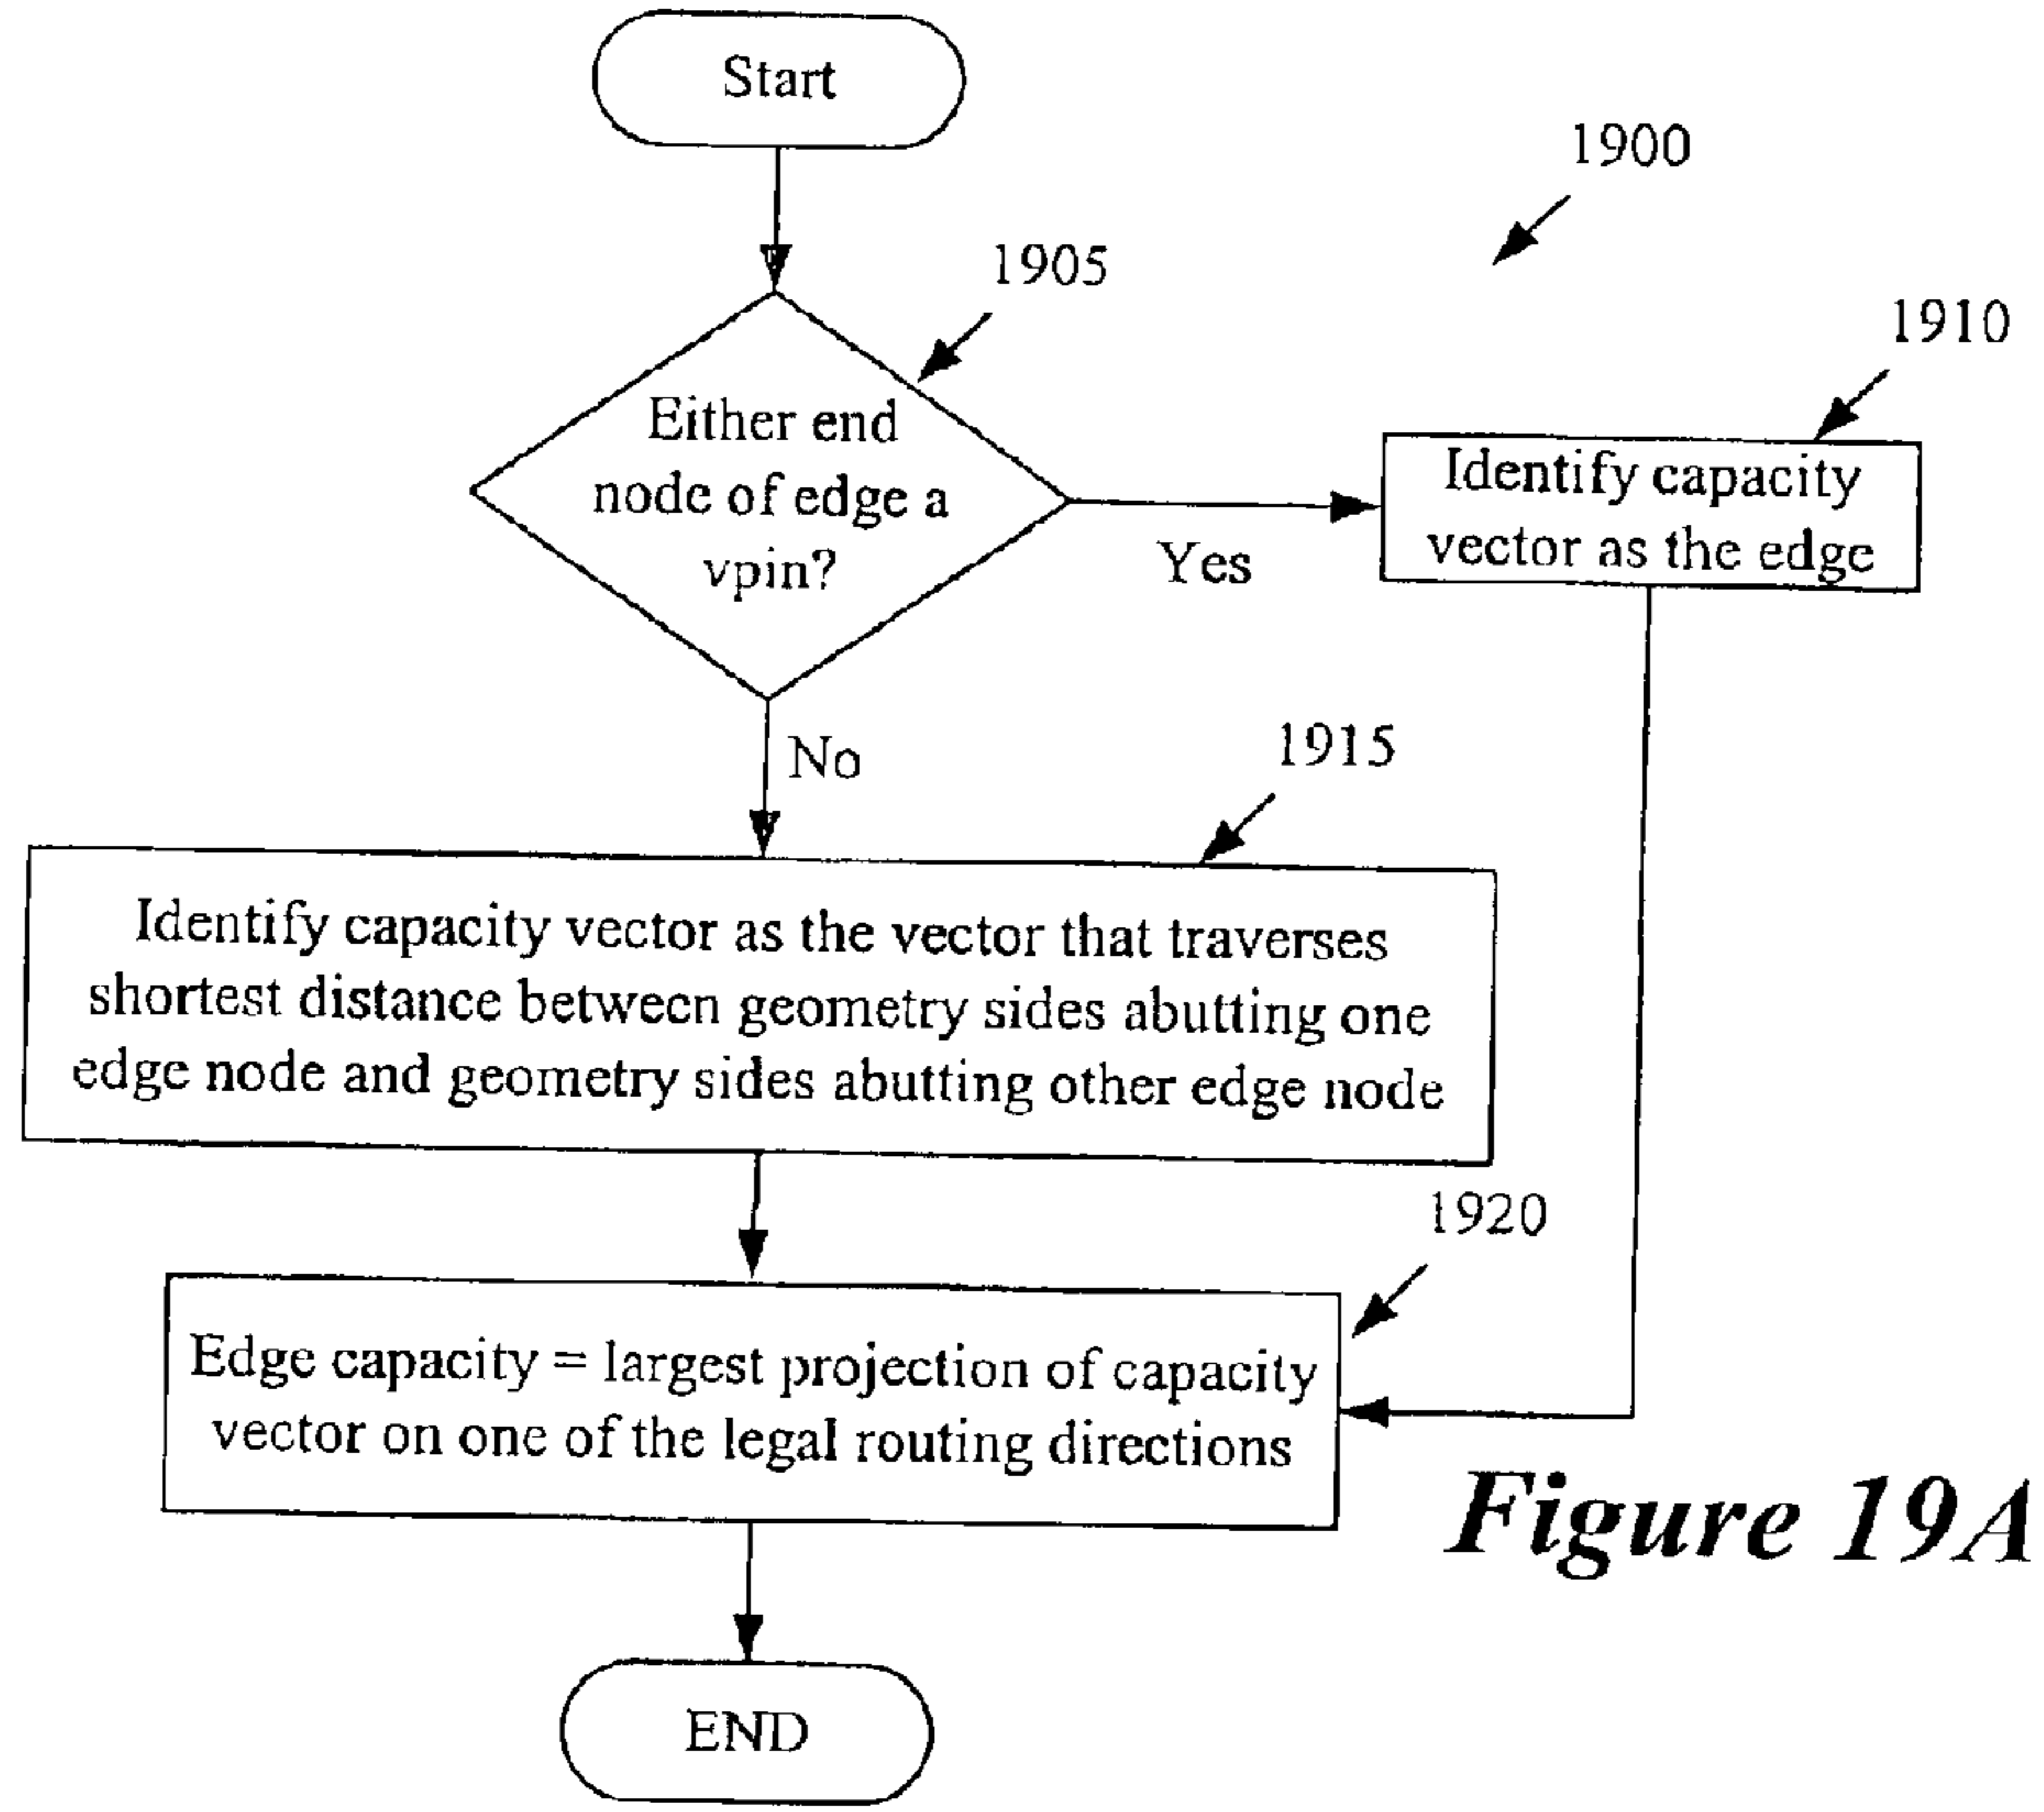 Start
1900
1905
1910
Either end
node of edge a
vpin?
Identify capacity
vector as the edge
Yes
No
1915
Identify capacity vector as the vector that traverses
shortest distance between geometry sides abutting one
edge node and geometry sides abutting other edge node
1920
Edge capacity = largest projection of capacity
vector on one of the legal routing directions
Figure 19A
END